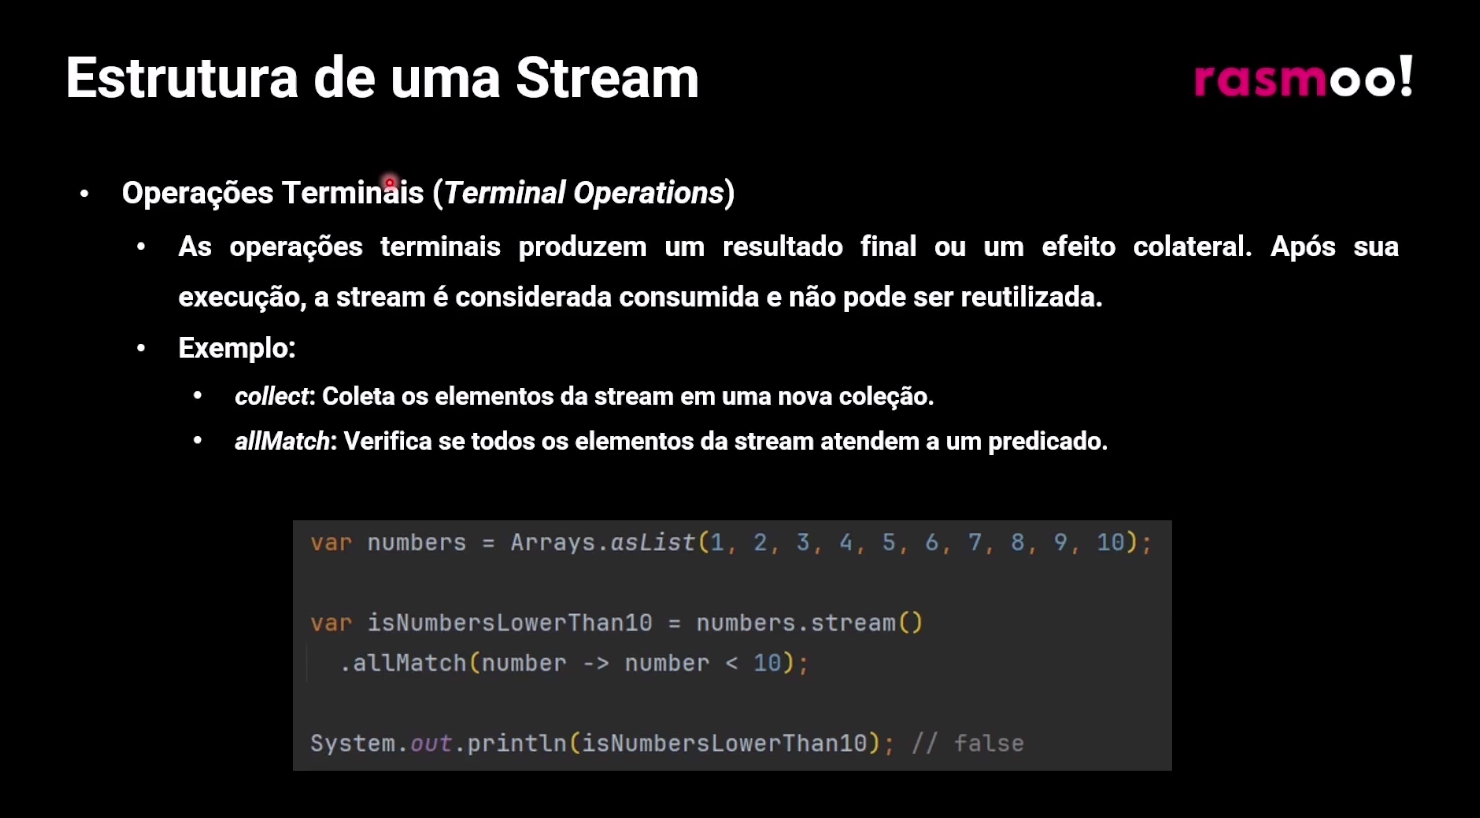 Estrutura de uma Stream
rasmoo!
• Operações Terminais (Terminal Operations)
• As operações terminais produzem um resultado final ou um efeito colateral. Após sua
execução, a stream é considerada consumida e não pode ser reutilizada.
• Exemplo:
• collect: Coleta os elementos da stream em uma nova coleção.
• allMatch: Verifica se todos os elementos da stream atendem a um predicado.
var numbers = Arrays.asList(1, 2, 3, 4, 5, 6, 7, 8, 9, 10);
var isNumbersLowerThan10 = numbers.stream()
.allMatch(number -> number < 10);
System.out.println(isNumbersLowerThan10); // false